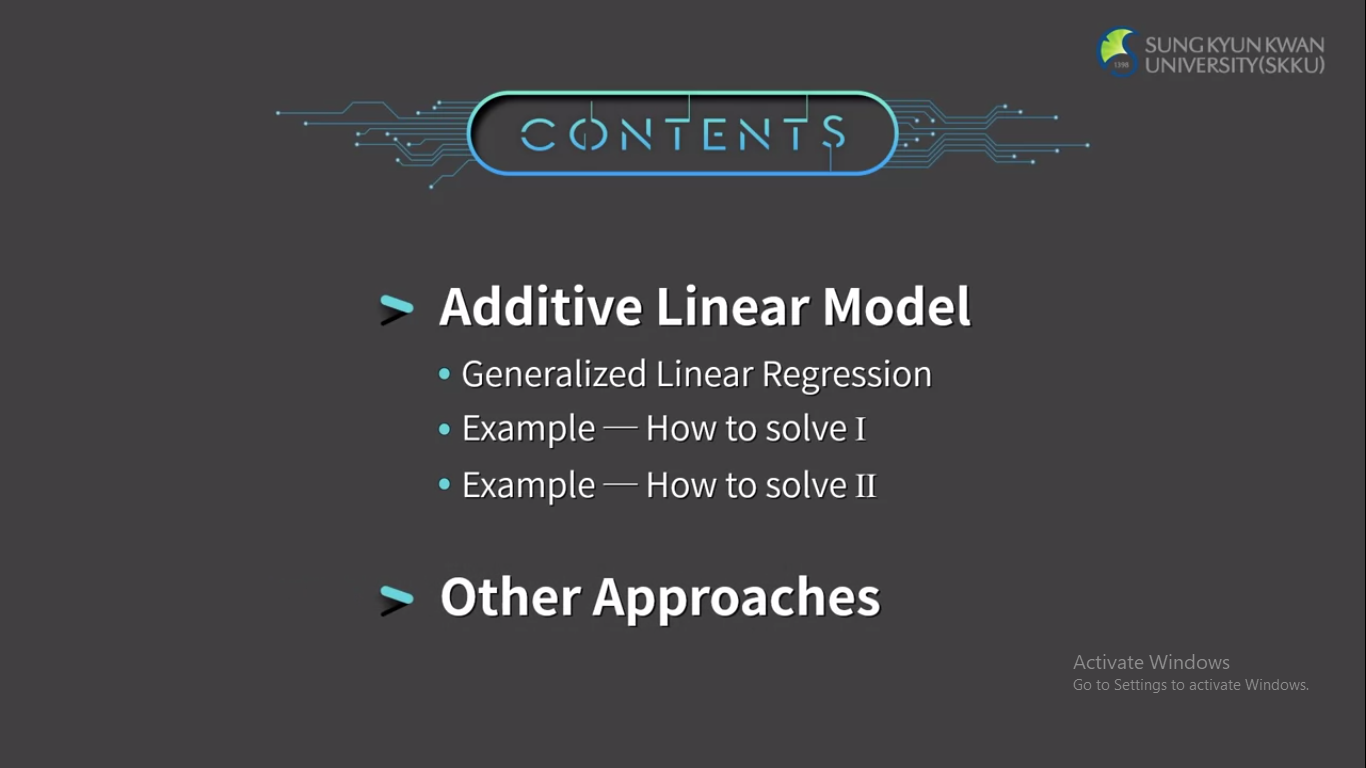 SUNG KYUN KWAN
UNIVERSITY(SKKU)
1398
CONTENTS
Additive Linear Model
• Generalized Linear Regression
• Example — How to solve Ⅰ
• Example — How to solve Ⅱ
Other Approaches
Activate Windows
Go to Settings to activate Windows.